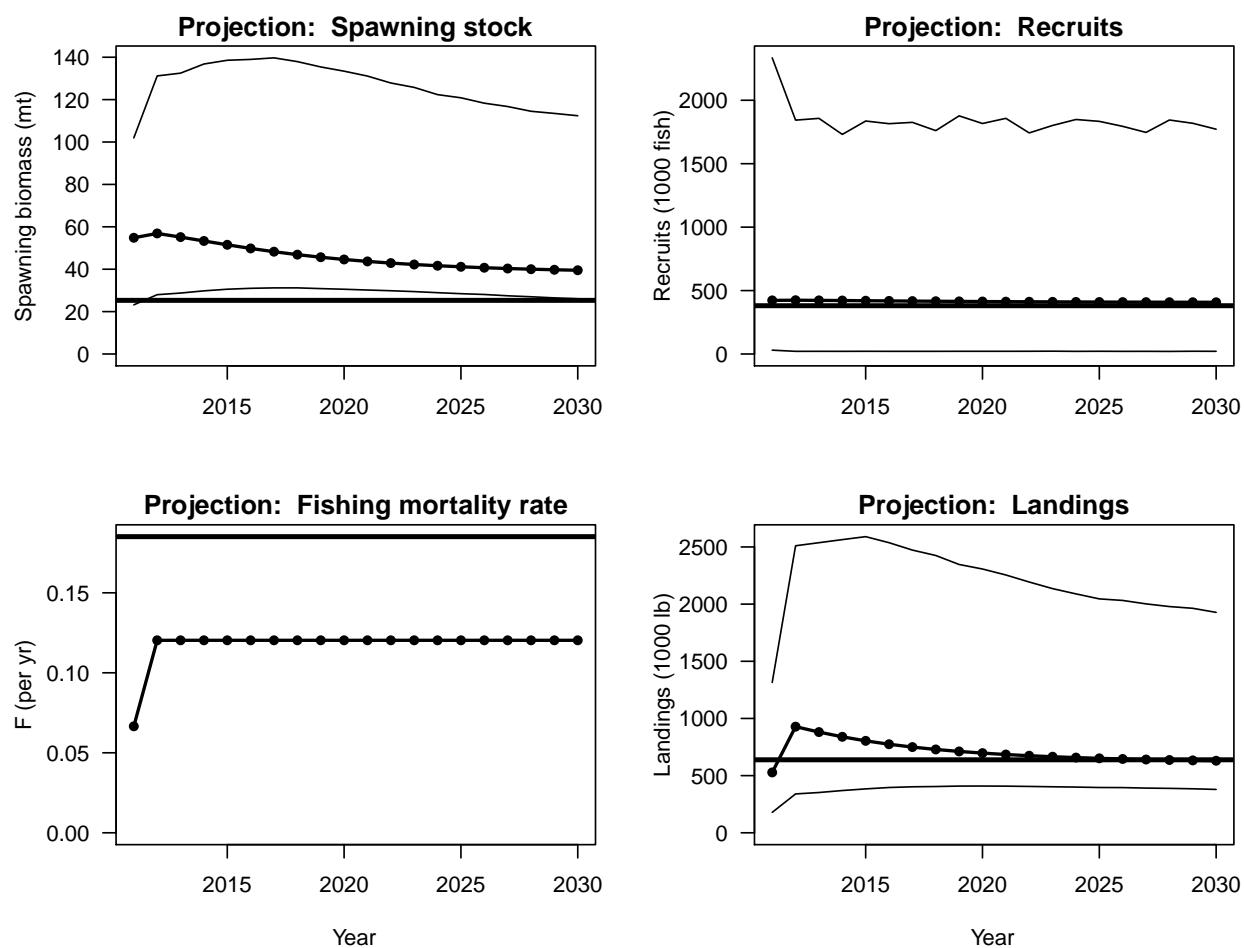 Projection: Spawning stock
Spawning biomass (mt)
140
120
100
80
60
40
20
0
2015 2020 2025 2030
Projection: Recruits
Recruits (1000 fish)
2000
1500
1000
500
0
2015 2020 2025 2030
Projection: Fishing mortality rate
F (per yr)
0.15
0.10
0.05
0.00
2015 2020 2025 2030
Year
Projection: Landings
Landings (1000 lb)
2500
2000
1500
1000
500
0
2015 2020 2025 2030
Year